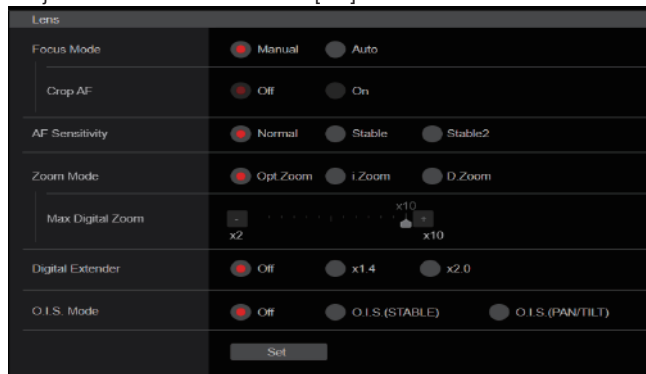 Lens
Focus Mode Manual Auto
Crop AF Off On
AF Sensitivity Normal Stable Stable2
Zoom Mode Opt.Zoom i.Zoom D.Zoom
x10
Max Digital Zoom - +
x2 x10
Digital Extender Off x1.4 x2.0
O.I.S. Mode Off O.I.S.(STABLE) O.I.S.(PAN/TILT)
Set